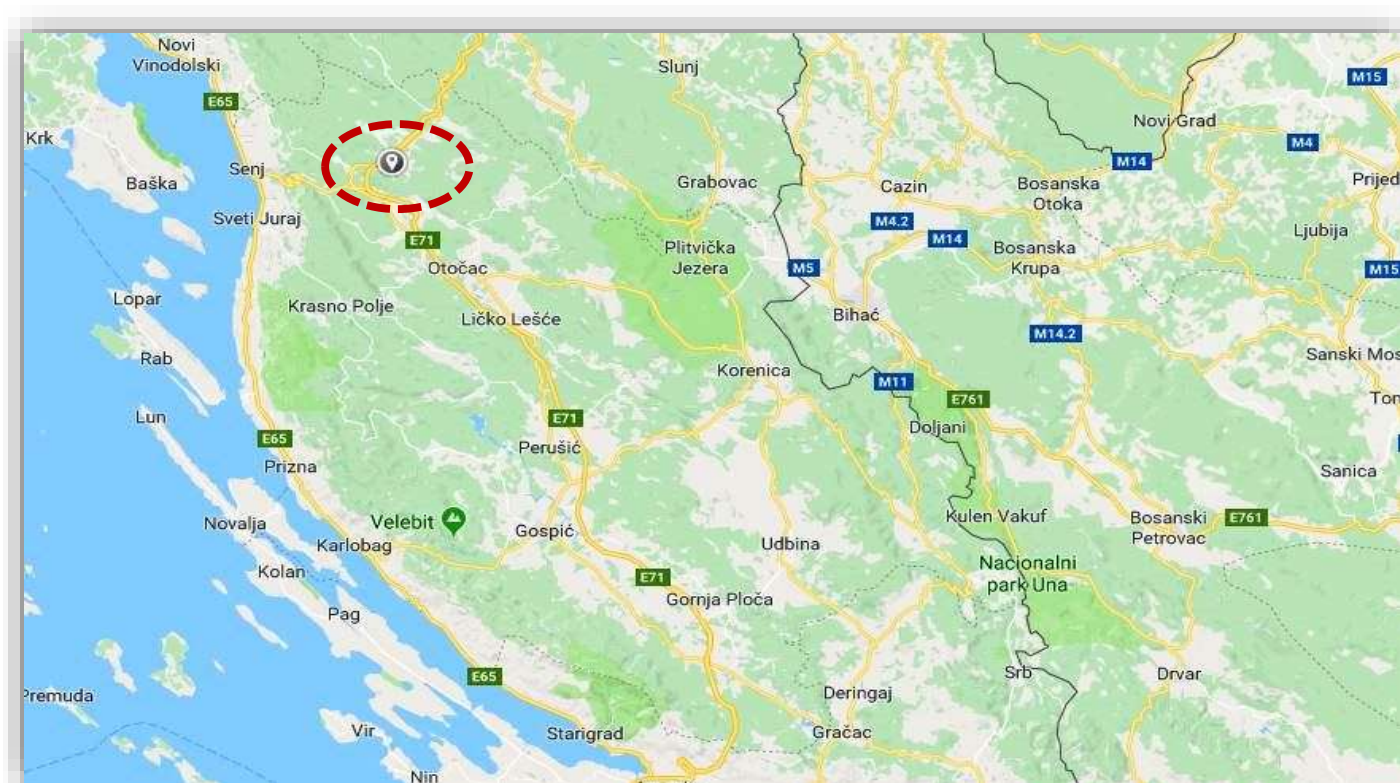 Novi
Vinodolski
Slunj
M15
E65
Novi Grad
Krk
M4
Senj
M14
Baška
Grabovac
Cazin
Bosanska
Otoka
Prijed
Sveti Juraj
M4.2
Ljubija
E71
Plitvička
Jezera
M14
Bosanska
Krupa
Otočac
M5
M15
Lopar
Krasno Polje
Ličko Lešće
Bihać
M14.2
Rab
Sanski Mos
Korenica
M11
Lun
E71
E761
Ton
Doljani
E65
Perušić
Prizna
Sanica
Novalja
Velebit
Gospić
Kulen Vakuf
Bosanski
Petrovac
E761
Karlobag
Udbina
Kolan
Nacionalni
park Una
E71
Gornja Ploča
Pag
E65
Srb
Drvar
Premuda
Deringaj
Vir
Starigrad
Gračac
Nin